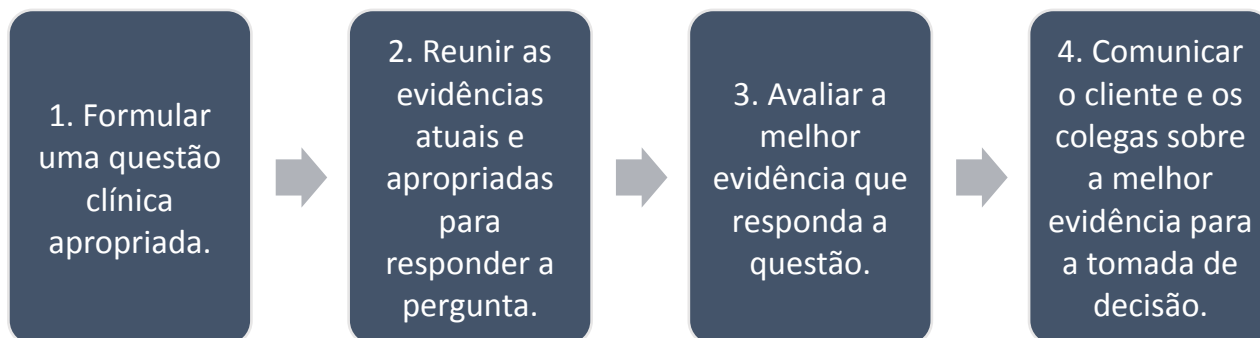 1. Formular
uma questão
clínica
apropriada.
2. Reunir as
evidências
atuais e
apropriadas
para
responder a
pergunta.
3. Avaliar a
melhor
evidência que
responda a
questão.
4. Comunicar
o cliente e os
colegas sobre
a melhor
evidência para
a tomada de
decisão.